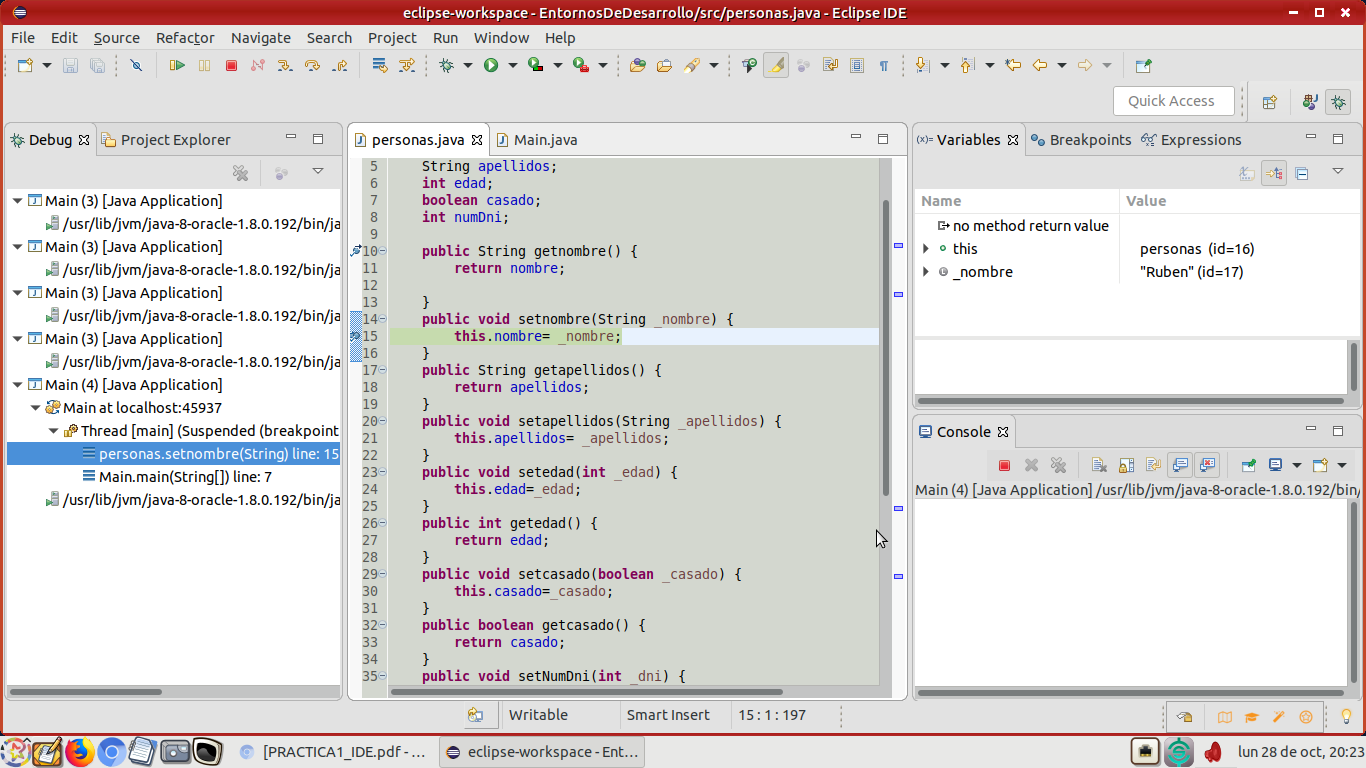 eclipse-workspace - EntornosDeDesarrollo/src/personas.java - Eclipse IDE
File Edit Source Refactor Navigate Search Project Run Window Help
Quick Access
Debug Project Explorer
Main (3) [Java Application]
/usr/lib/jvm/java-8-oracle-1.8.0.192/bin/ja
Main (3) [Java Application]
/usr/lib/jvm/java-8-oracle-1.8.0.192/bin/ja
Main (3) [Java Application]
/usr/lib/jvm/java-8-oracle-1.8.0.192/bin/ja
Main (3) [Java Application]
/usr/lib/jvm/java-8-oracle-1.8.0.192/bin/ja
Main (4) [Java Application]
Main at localhost:45937
Thread [main] (Suspended (breakpoint
personas.setnombre(String) line: 15
Main.main(String[]) line: 7
/usr/lib/jvm/java-8-oracle-1.8.0.192/bin/ja
personas.java Main.java
5 String apellidos;
6 int edad;
7 boolean casado;
8 int numDni;
9
10 public String getnombre() {
11 return nombre;
12
13 }
14 public void setnombre(String _nombre) {
15 this.nombre= _nombre;
16 }
17 public String getapellidos() {
18 return apellidos;
19 }
20 public void setapellidos(String _apellidos) {
21 this.apellidos= _apellidos;
22 }
23 public void setedad(int _edad) {
24 this.edad=_edad;
25 }
26 public int getedad() {
27 return edad;
28 }
29 public void setcasado(boolean _casado) {
30 this.casado=_casado;
31 }
32 public boolean getcasado() {
33 return casado;
34 }
35 public void setNumDni(int _dni) {
(x)= Variables Breakpoints Expressions
Name Value
no method return value
this personas (id=16)
_nombre "Ruben" (id=17)
Console
Main (4) [Java Application] /usr/lib/jvm/java-8-oracle-1.8.0.192/bin/
Writable Smart Insert 15 : 1 : 197
[PRACTICA1_IDE.pdf - ... eclipse-workspace - Ent... lun 28 de oct, 20:23